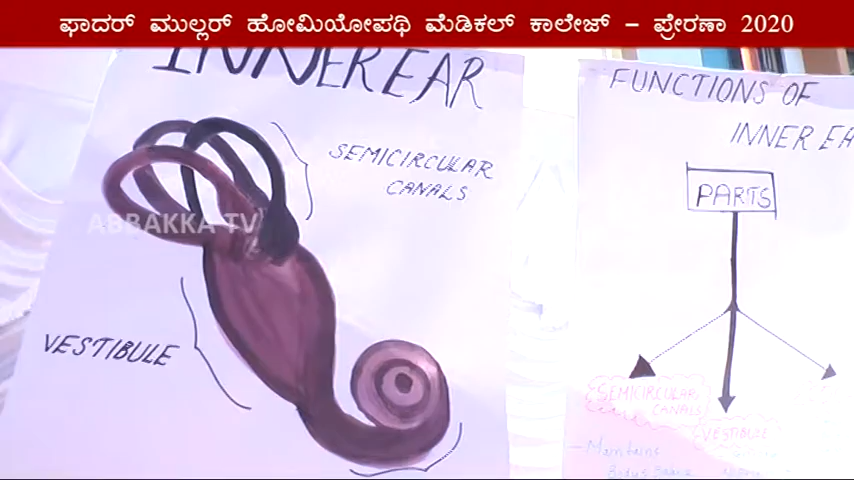 ಫಾದರ್ ಮುಲ್ಲರ್ ಹೋಮಿಯೋಪಥಿ ಮೆಡಿಕಲ್ ಕಾಲೇಜ್ – ಪ್ರೇರಣಾ 2020
INNER EAR
SEMICIRCULAR
CANALS
ABBAKKA TV
VESTIBULE
FUNCTIONS OF
INNER
PARTS
SEMICIRCULAR
CANALS
VESTIBULE
Maintains